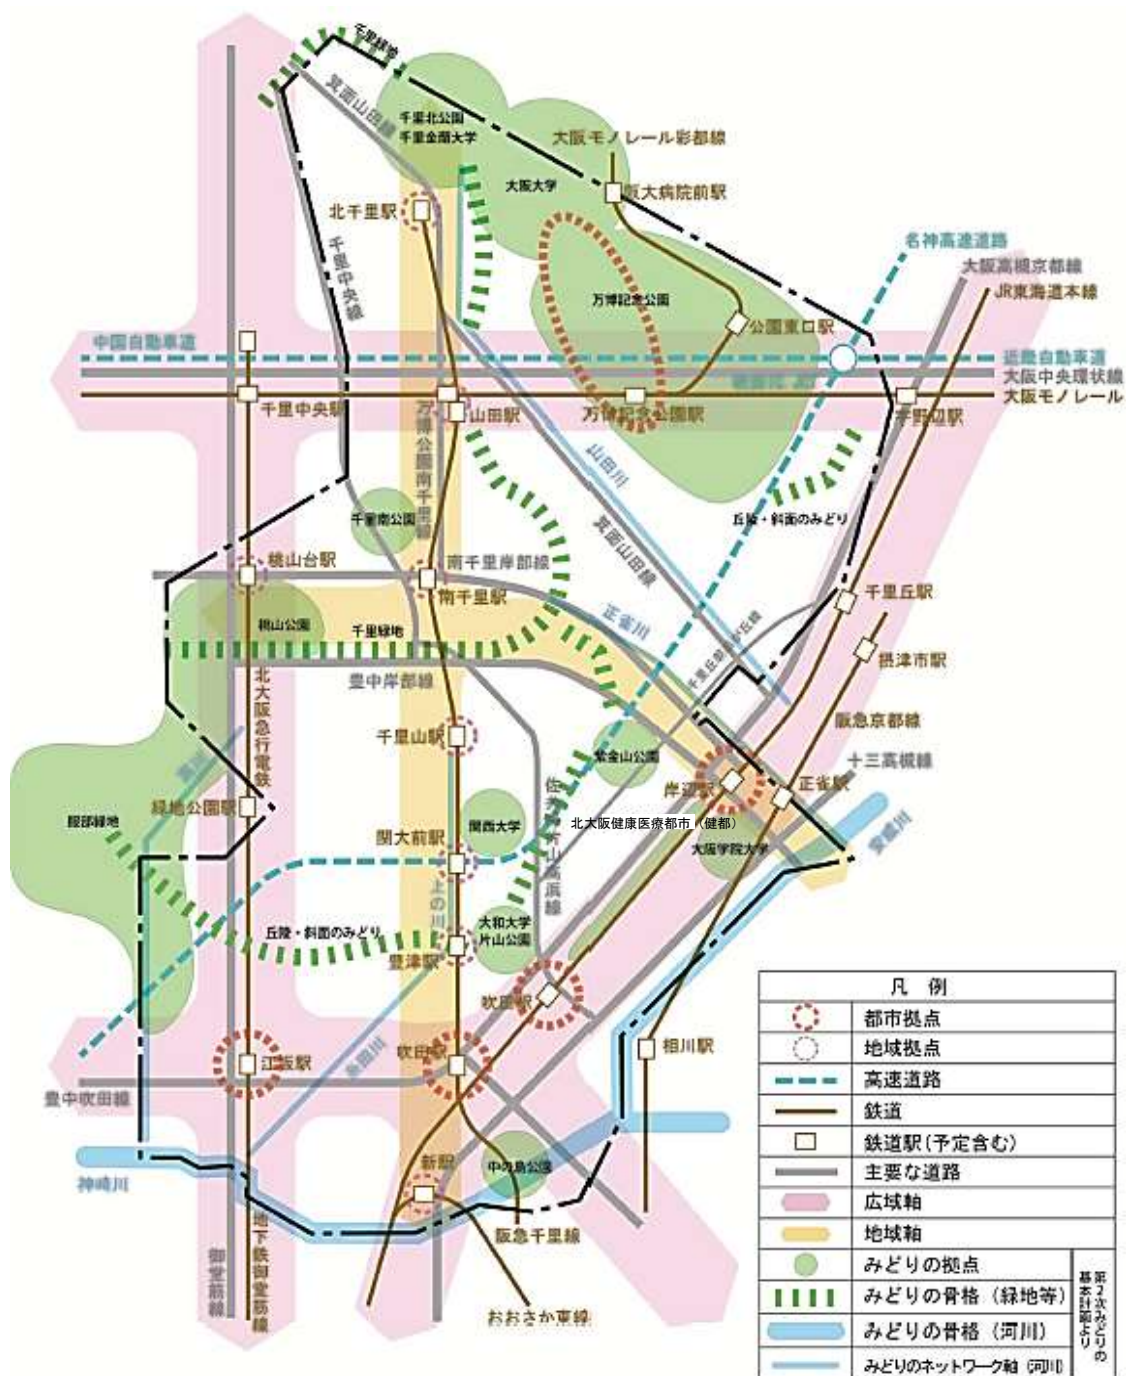 千里緑地
箕面山田線
千里北公園
千里金蘭大学
大阪モノレール彩都線
大阪大学
阪大病院前駅
北千里駅
名神高速道路
千里中央線
大阪高槻京都線
JR東海道本線
万博記念公園
公園東口駅
中国自動車道
近畿自動車道
大阪中央環状線
大阪モノレール
千里中央駅
山田駅
万博記念公園駅
宇野辺駅
万博公園南千里線
山田川
千里南公園
丘陵・斜面のみどり
箕面山田線
桃山台駅
南千里岸部線
南千里駅
千里丘駅
正雀川
桃山公園
千里緑地
摂津市駅
豊中岸部線
北大阪急行電鉄
阪急京都線
千里山駅
紫金山公園
十三高槻線
岸辺駅
正雀駅
緑地公園駅
服部緑地
関西大学
北大阪健康医療都市（健都）
関大前駅
大阪学院大学
安威川
上の川
大和大学
片山公園
丘陵・斜面のみどり
豊津駅
吹田駅
江坂駅
吹田駅
相川駅
糸田川
豊中吹田線
神崎川
新駅
中の島公園
阪急千里線
御堂筋線
地下鉄御堂筋線
おおさか東線
凡 例
都市拠点
地域拠点
高速道路
鉄道
鉄道駅(予定含む)
主要な道路
広域軸
地域軸
みどりの拠点
みどりの骨格（緑地等）
みどりの骨格（河川）
みどりのネットワーク軸（河川）
第2次みどりの
基本計画より